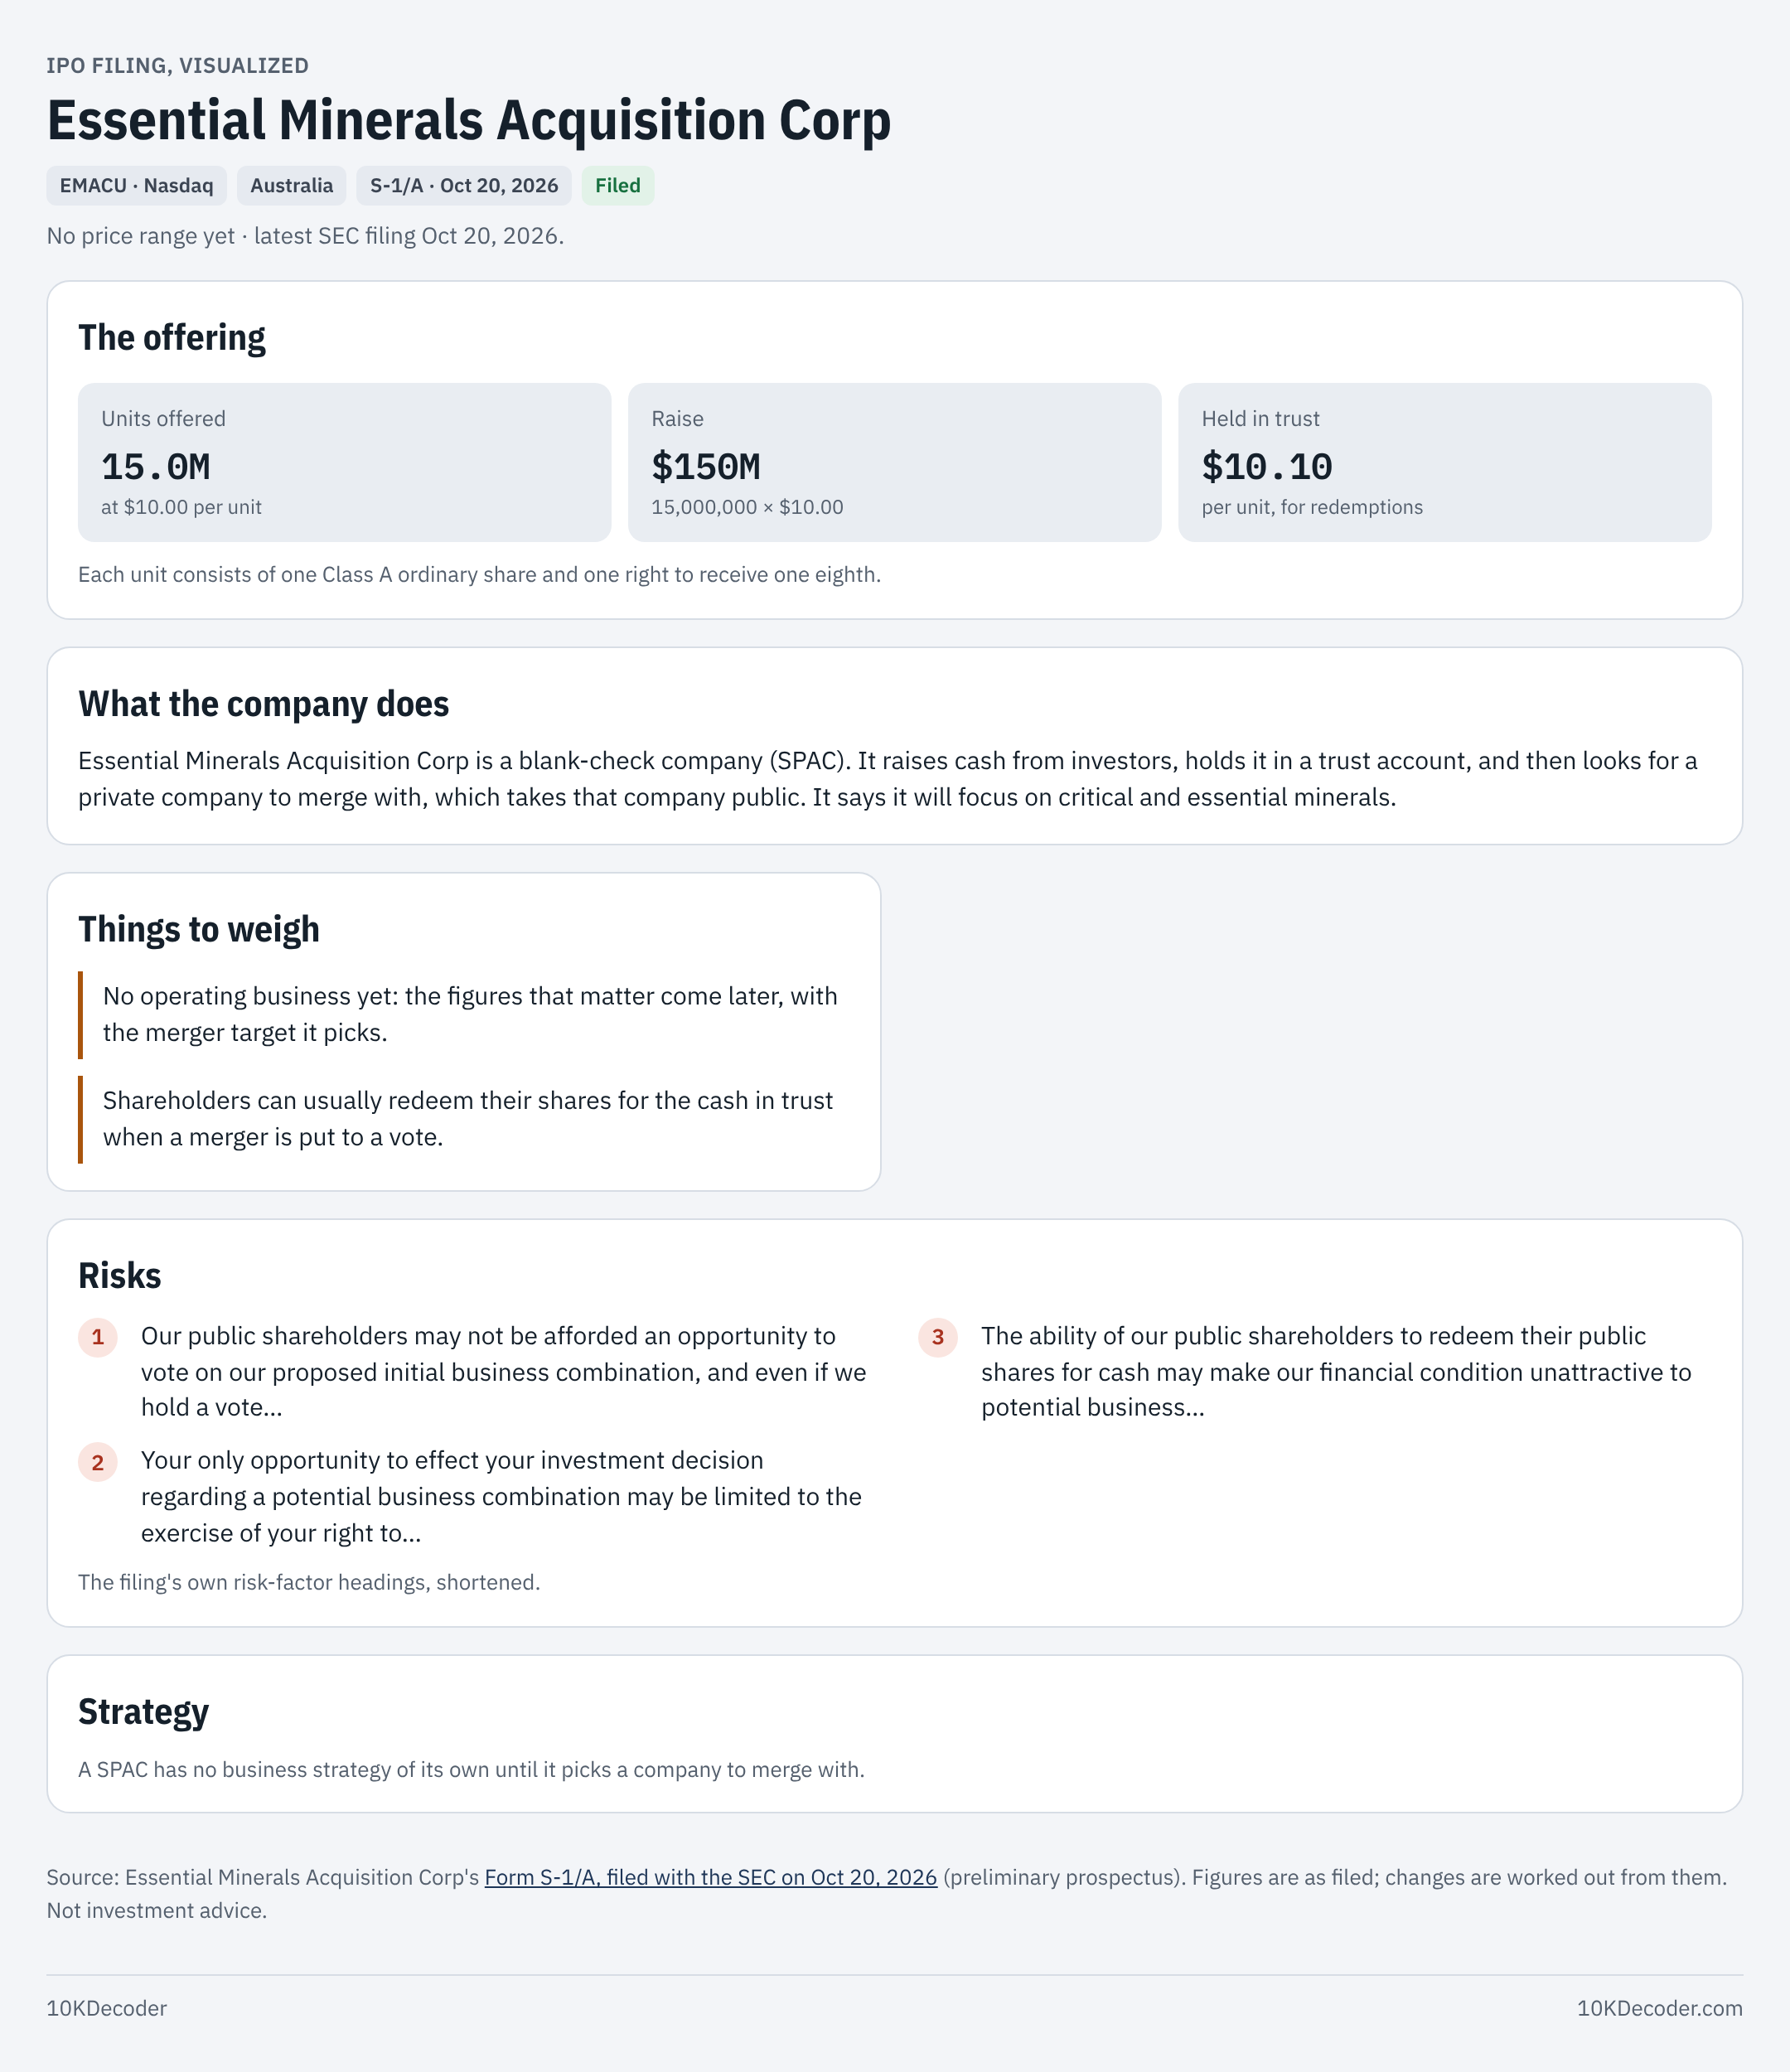 IPO FILING, VISUALIZED
Essential Minerals Acquisition Corp
EMACU · Nasdaq
Australia
S-1/A · Oct 20, 2026
Filed
No price range yet · latest SEC filing Oct 20, 2026.
The offering
Units offered
15.0M
at $10.00 per unit
Raise
$150M
15,000,000 × $10.00
Held in trust
$10.10
per unit, for redemptions
Each unit consists of one Class A ordinary share and one right to receive one eighth.
What the company does
Essential Minerals Acquisition Corp is a blank-check company (SPAC). It raises cash from investors, holds it in a trust account, and then looks for a
private company to merge with, which takes that company public. It says it will focus on critical and essential minerals.
Things to weigh
No operating business yet: the figures that matter come later, with
the merger target it picks.
Shareholders can usually redeem their shares for the cash in trust
when a merger is put to a vote.
Risks
1
Our public shareholders may not be afforded an opportunity to
vote on our proposed initial business combination, and even if we
hold a vote...
2
Your only opportunity to effect your investment decision
regarding a potential business combination may be limited to the
exercise of your right to...
3
The ability of our public shareholders to redeem their public
shares for cash may make our financial condition unattractive to
potential business...
The filing's own risk-factor headings, shortened.
Strategy
A SPAC has no business strategy of its own until it picks a company to merge with.
Source: Essential Minerals Acquisition Corp's Form S-1/A, filed with the SEC on Oct 20, 2026 (preliminary prospectus). Figures are as filed; changes are worked out from them.
Not investment advice.
10KDecoder
10KDecoder.com